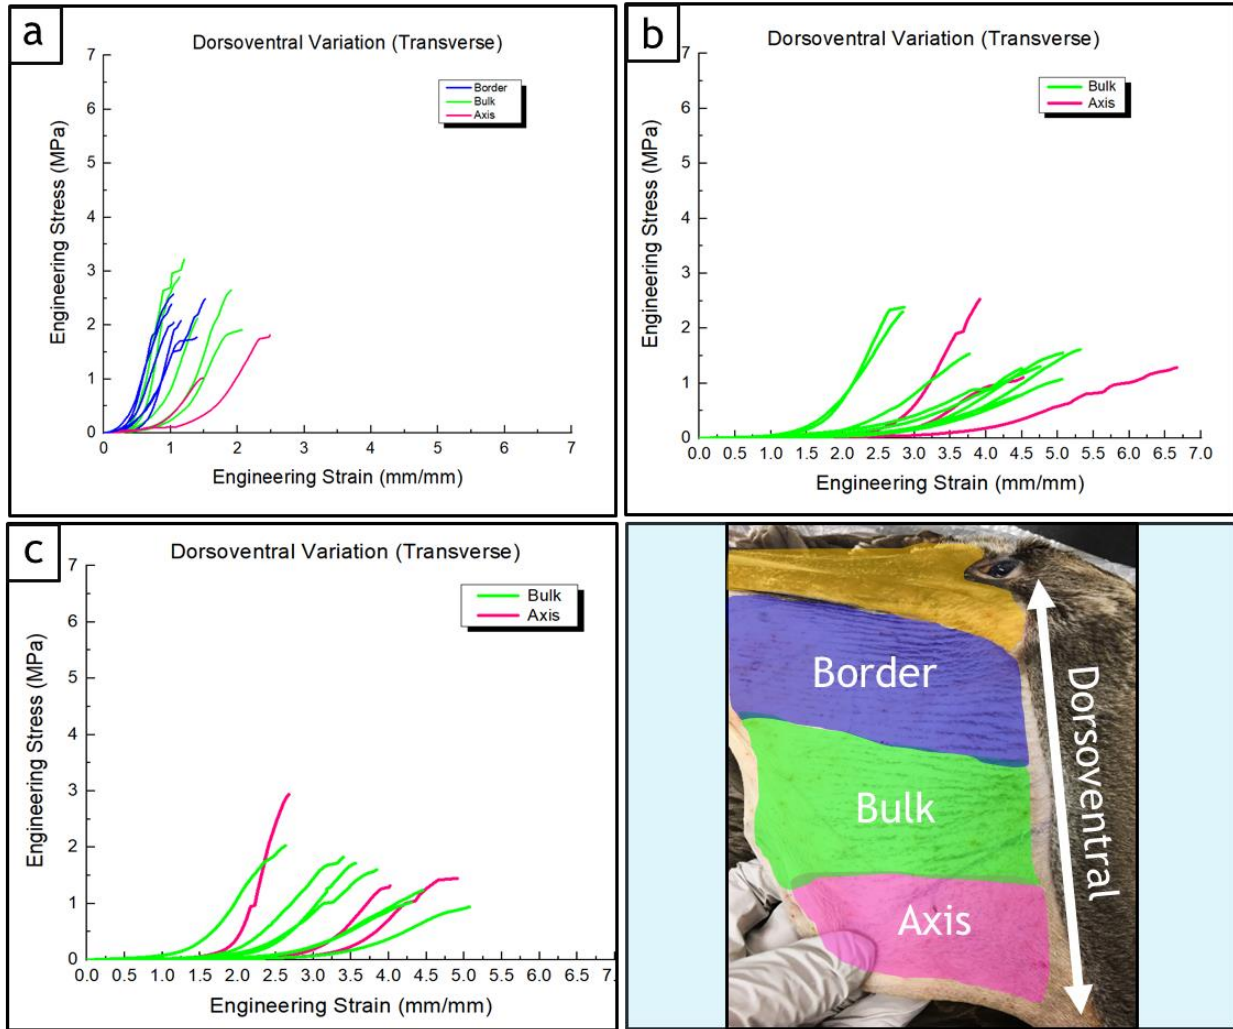 a
Dorsoventral Variation (Transverse)
Border
Bulk
Axis
Engineering Stress (MPa)
7
6
5
4
3
2
1
0
0 1 2 3 4 5 6 7
Engineering Strain (mm/mm)
b
Dorsoventral Variation (Transverse)
Bulk
Axis
Engineering Stress (MPa)
7
6
5
4
3
2
1
0
0.0 0.5 1.0 1.5 2.0 2.5 3.0 3.5 4.0 4.5 5.0 5.5 6.0 6.5 7.0
Engineering Strain (mm/mm)
c
Dorsoventral Variation (Transverse)
Bulk
Axis
Engineering Stress (MPa)
7
6
5
4
3
2
1
0
0.0 0.5 1.0 1.5 2.0 2.5 3.0 3.5 4.0 4.5 5.0 5.5 6.0 6.5 7.
Engineering Strain (mm/mm)
Border
Bulk
Axis
Dorsoventral